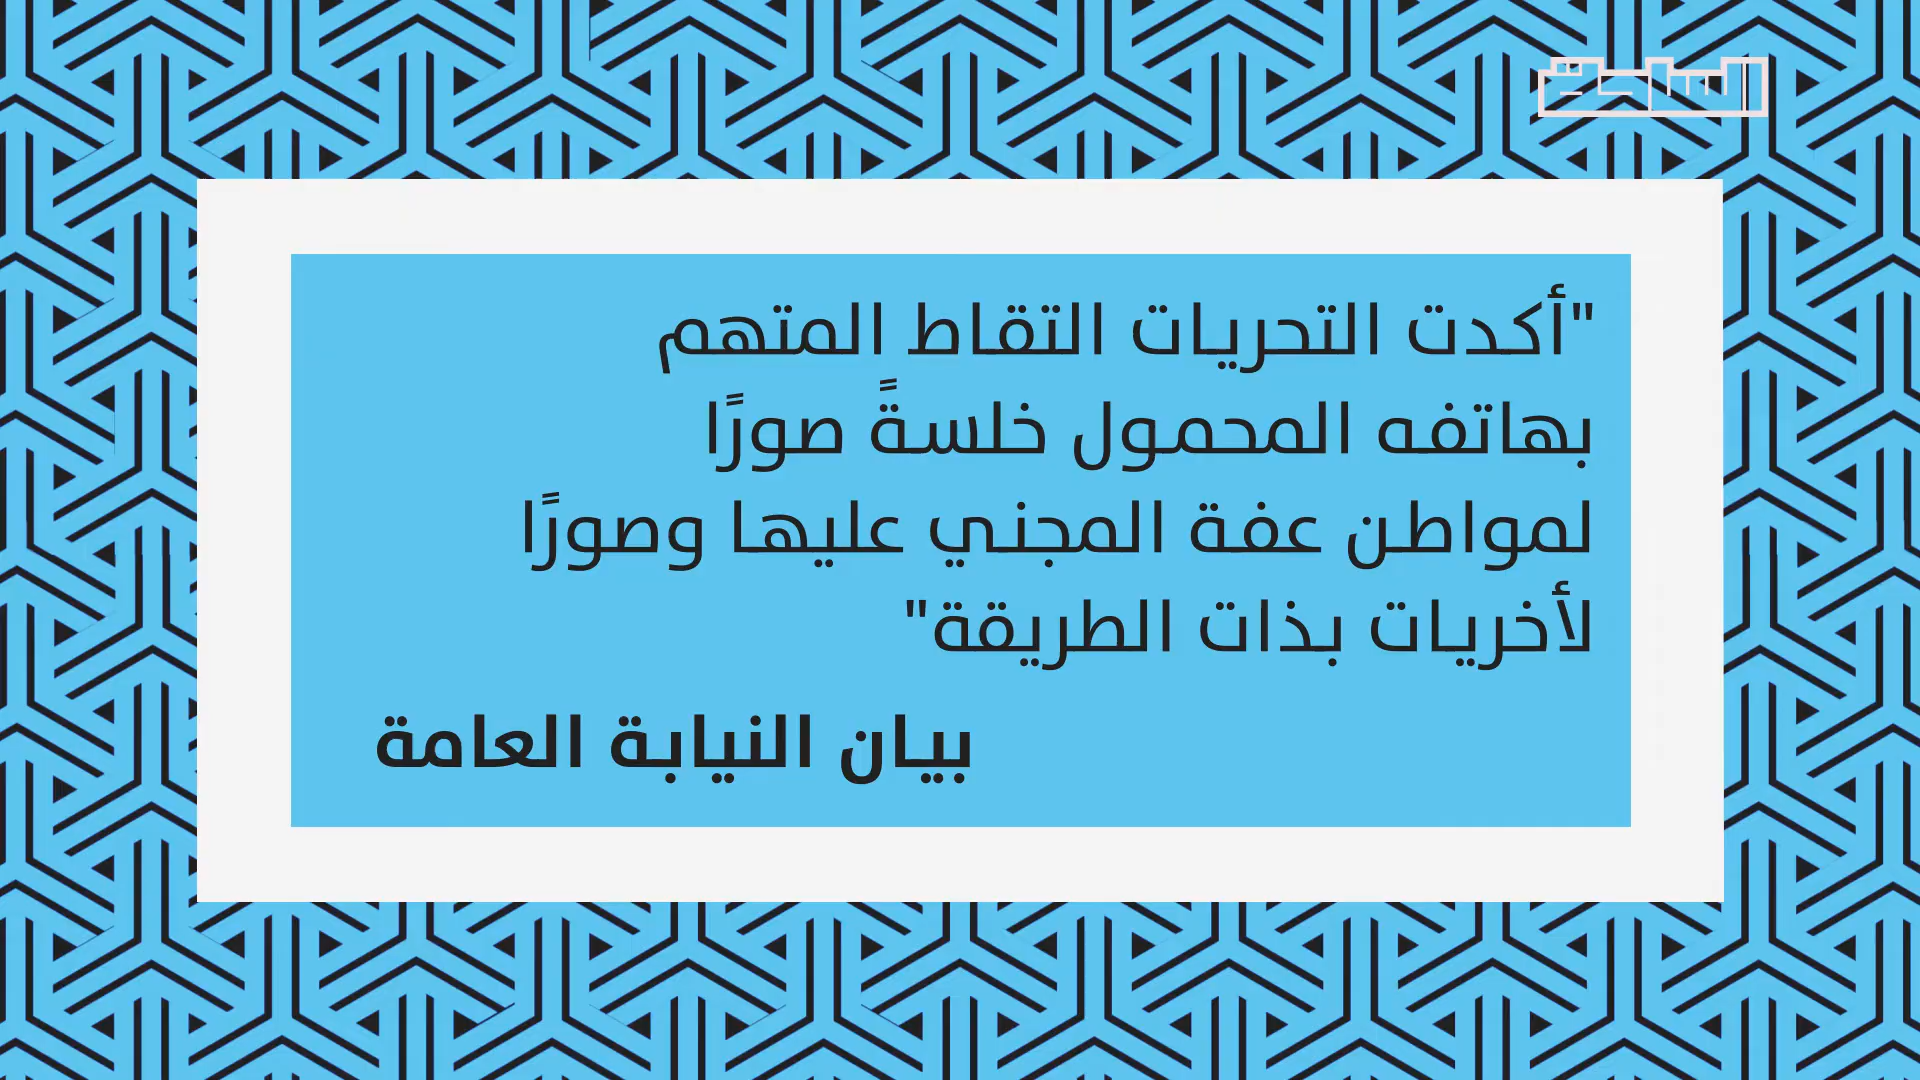 "أكدت التحريات التقاط المتهم
بهاتفه المحمول خلسةً صورًا
لمواطن عفة المجني عليها وصورًا
لأخريات بذات الطريقة"
بيان النيابة العامة